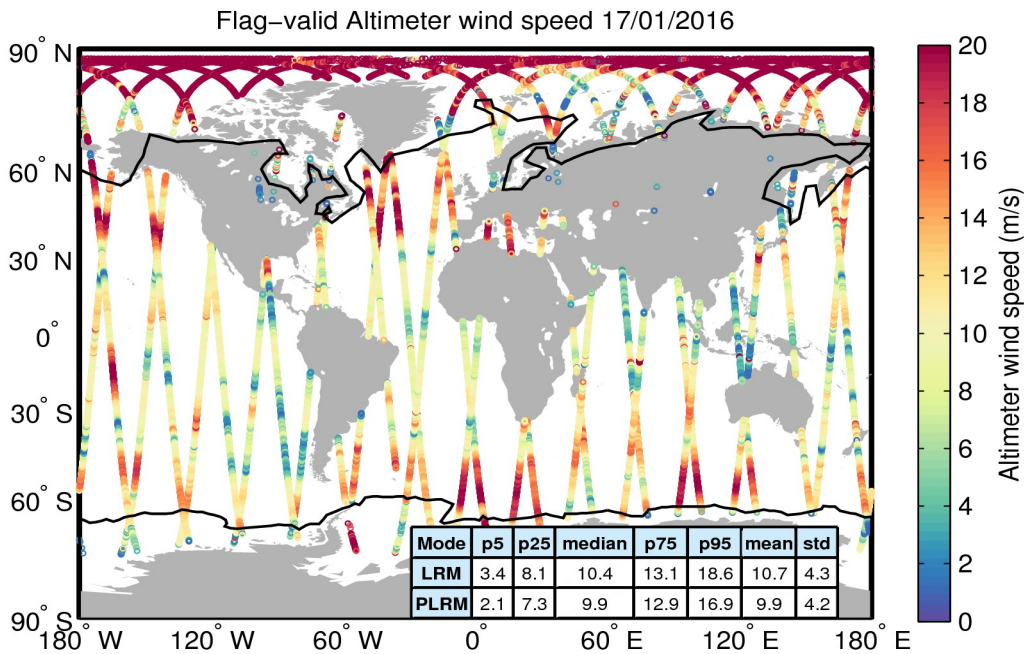 Flag-valid Altimeter wind speed 17/01/2016
90° N
60° N
30° N
0°
30° S
60° S
90° S
180° W
120° W
60° W
0°
60° E
120° E
180° E
Mode p5 p25 median p75 p95 mean std
LRM 3.4 8.1 10.4 13.1 18.6 10.7 4.3
PLRM 2.1 7.3 9.9 12.9 16.9 9.9 4.2
20
18
16
14
12
10
8
6
4
2
0
Altimeter wind speed (m/s)